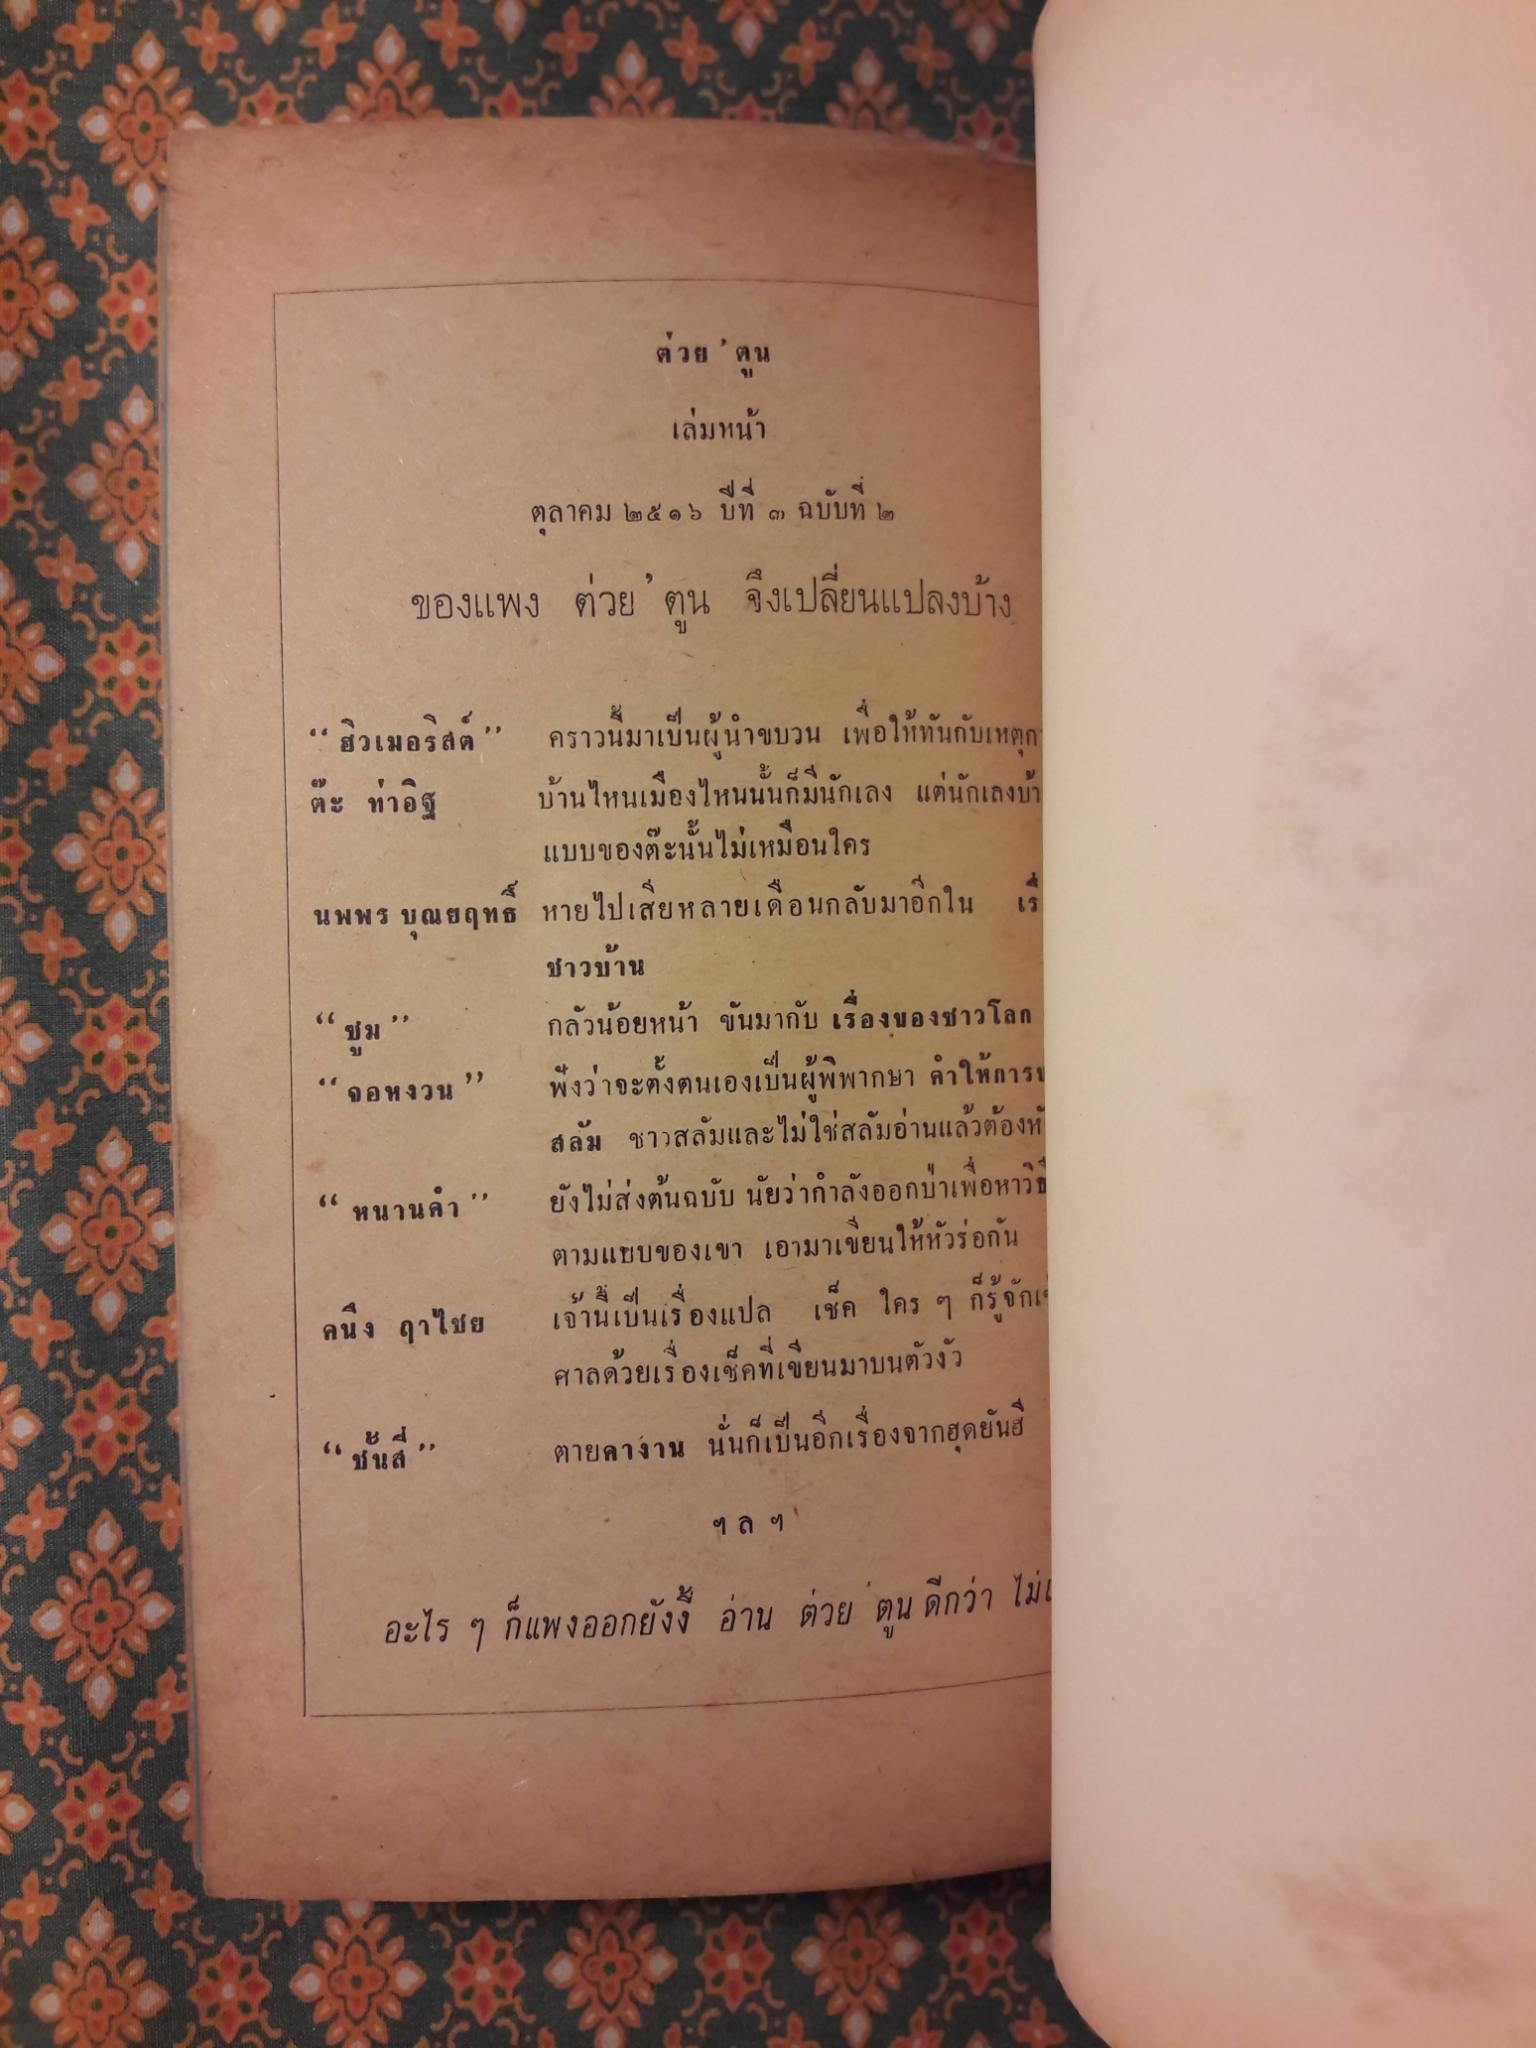 ต่วย'ตูน
เล่มหน้า
ตุลาคม ๒๕๑๖ ปีที่ ๓ ฉบับที่ ๒
ของแพง ต่วย'ตูน จึงเปลี่ยนแปลงบ้าง
“ฮิวเมอริสต์” คราวนี้มาเป็นผู้นำขบวน เพื่อให้ทันกับเหตุ
ต๊ะ ท่าอิฐ บ้านไหนเมืองไหนนั้นก็มีนักเลง แต่นักเลง
แบบของต๊ะนั้นไม่เหมือนใคร
นพพร บุณยฤทธิ์ หายไปเสียหลายเดือนกลับมาอีกใน
ชาวบ้าน
“ซูม” กลัวน้อยหน้า ขันมากับ เรื่องของชาวโลก
“จอหงวน” ฟังว่าจะตั้งตนเองเป็นผู้พิพากษา คำให้การ
สลัม ชาวสลัมและไม่ใช่สลัมอ่านแล้วต้อง
“หนานคำ” ยังไม่ส่งต้นฉบับ นัยว่ากำลังออกป่าเพื่อหา
ตามแบบของเขา เอามาเขียนให้หัวร่อกัน
คนึง ฤาไชย เจ้านี้เป็นเรื่องแปล เช็ค ใคร ๆ ก็รู้จัก
ศาลด้วยเรื่องเช็คที่เขียนมาบนตัววัว
“ชั้นสี่” ตายคางาน นั่นก็เป็นอีกเรื่องจากฮุดยันฮี
ฯ ล ฯ
อะไร ๆ ก็แพงออกยังงี้ อ่าน ต่วย'ตูน ดีกว่า